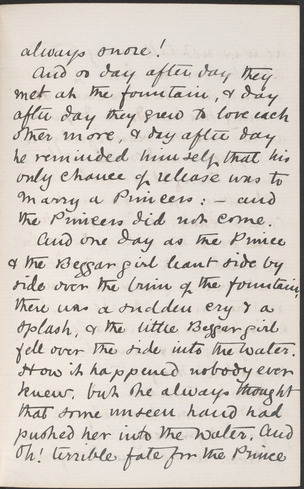 always snore!
And so day after day they
met at the fountain, & day
after day they grew to love each
other more, & day after day
he reminded himself that his
only chance of release was to
marry a Princess: – and
the Princess did not come.
And one day as the Prince
& the Beggar girl leant side by
side over the brim of the fountain,
there was a sudden cry & a
splash, & the little Beggar girl
fell over the side into the water.
How it happened nobody ever
knew, but she always thought
that some unseen hand had
pushed her into the water. And
Oh! terrible fate for the Prince